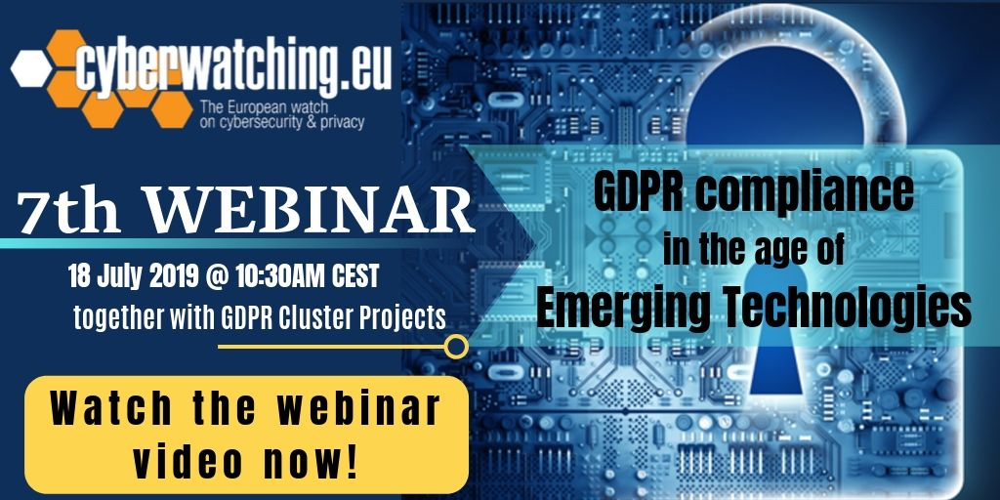 cyberwatching.eu
The European watch
on cybersecurity & privacy
7th WEBINAR
18 July 2019 @ 10:30AM CEST
together with GDPR Cluster Projects
Watch the webinar
video now!
GDPR compliance
in the age of
Emerging Technologies